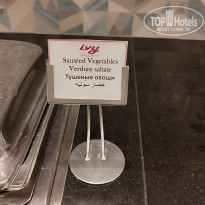 TOP Hotels
ivy
Sautéed Vegetables
Verdure saltate
Тушеные овощи
خضار سوتيه